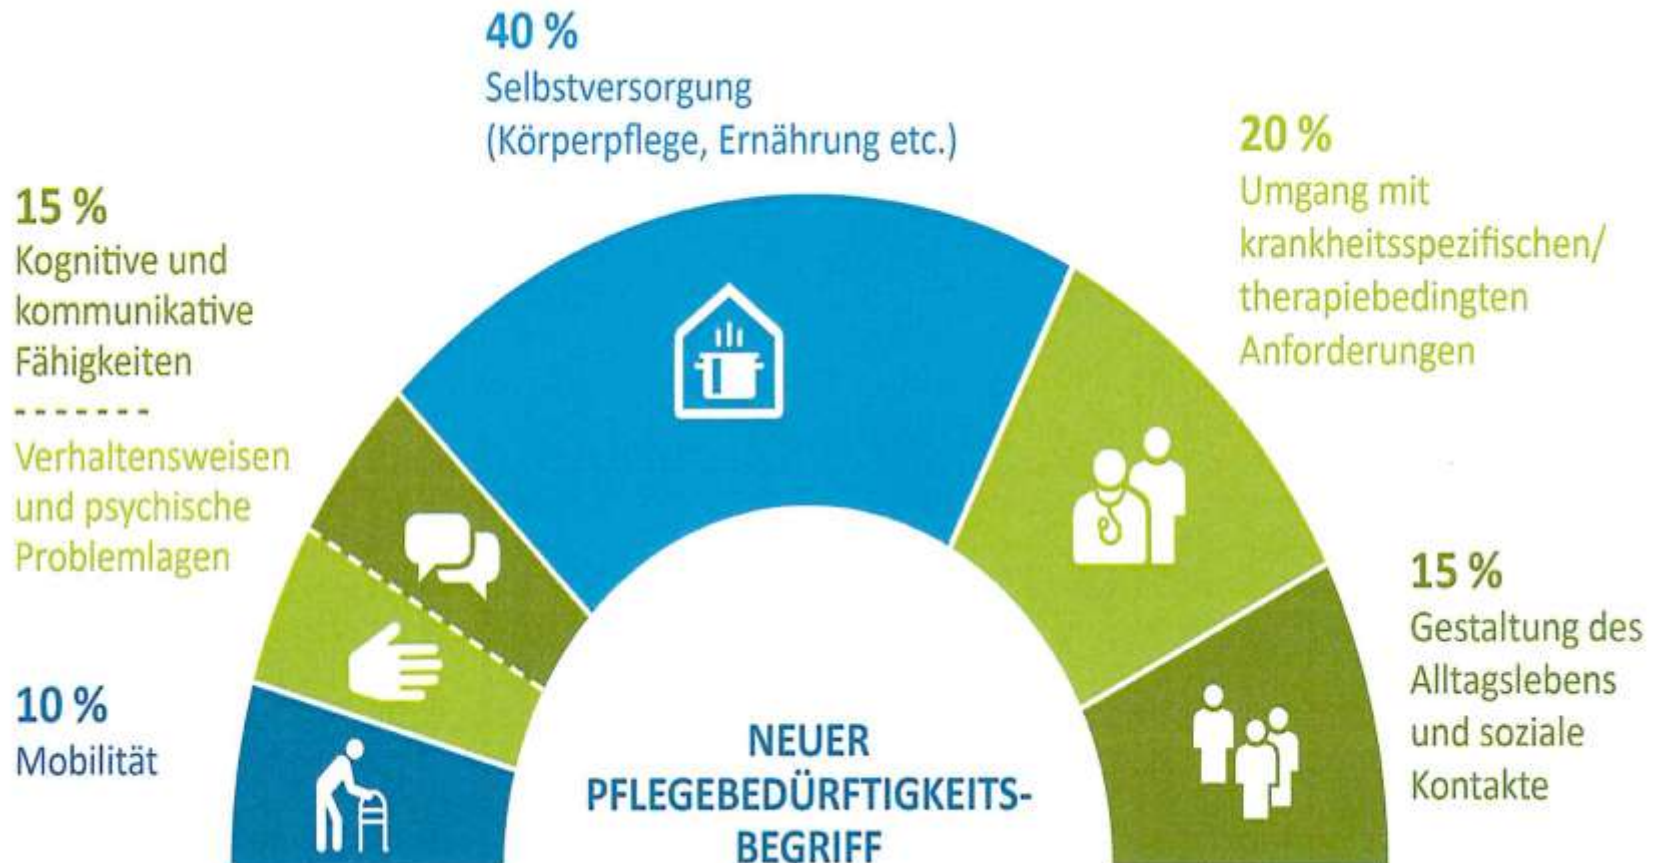 40 %
Selbstversorgung
(Körperpflege, Ernährung etc.)
20 %
Umgang mit
krankheitsspezifischen/
therapiebedingten
Anforderungen
15 %
Kognitive und
kommunikative
Fähigkeiten
-------
Verhaltensweisen
und psychische
Problemlagen
10 %
Mobilität
15 %
Gestaltung des
Alltagslebens
und soziale
Kontakte
NEUER
PFLEGEBEDÜRFTIGKEITS-
BEGRIFF